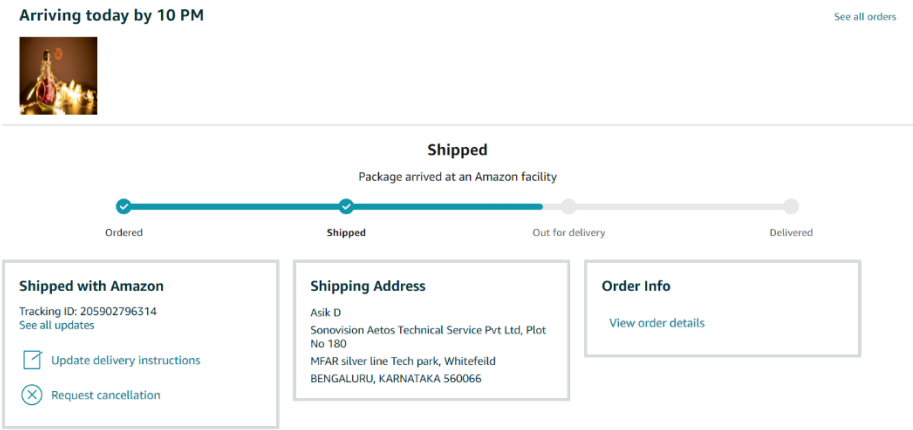 Arriving today by 10 PM
See all orders
Shipped
Package arrived at an Amazon facility
Ordered
Shipped
Out for delivery
Delivered
Shipped with Amazon
Tracking ID: 205902796314
See all updates
Update delivery instructions
Request cancellation
Shipping Address
Asik D
Sonovision Aetos Technical Service Pvt Ltd, Plot
No 180
MFAR silver line Tech park, Whitefeild
BENGALURU, KARNATAKA 560066
Order Info
View order details